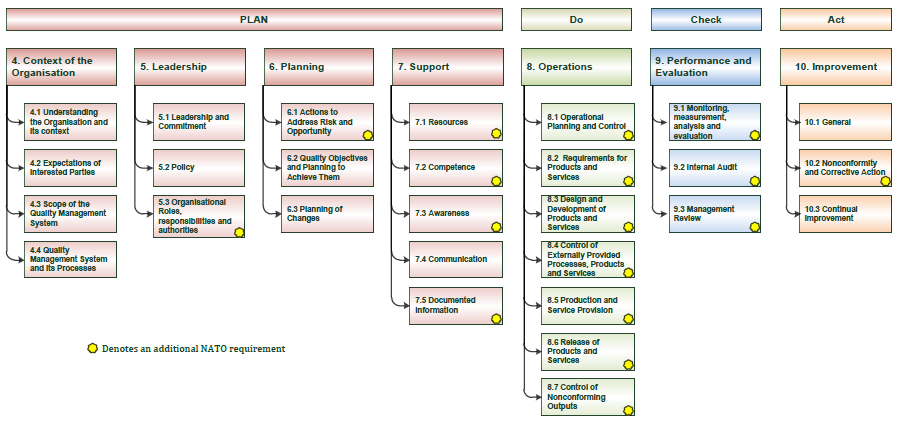 PLAN
Do
Check
Act
4. Context of the
Organisation
5. Leadership
6. Planning
7. Support
8. Operations
9. Performance and
Evaluation
10. Improvement
4.1 Understanding
the Organisation and
its context
4.2 Expectations of
Interested Parties
4.3 Scope of the
Quality Management
System
4.4 Quality
Management System
and its Processes
5.1 Leadership and
Commitment
5.2 Policy
5.3 Organisational
Roles,
responsibilities and
authorities
6.1 Actions to
Address Risk and
Opportunity
6.2 Quality Objectives
and Planning to
Achieve Them
6.3 Planning of
Changes
7.1 Resources
7.2 Competence
7.3 Awareness
7.4 Communication
7.5 Documented
Information
8.1 Operational
Planning and Control
8.2 Requirements for
Products and
Services
8.3 Design and
Development of
Products and
Services
8.4 Control of
Externally Provided
Processes, Products
and Services
8.5 Production and
Service Provision
8.6 Release of
Products and
Services
8.7 Control of
Nonconforming
Outputs
9.1 Monitoring,
measurement,
analysis and
evaluation
9.2 Internal Audit
9.3 Management
Review
10.1 General
10.2 Nonconformity
and Corrective Action
10.3 Continual
Improvement
Denotes an additional NATO requirement